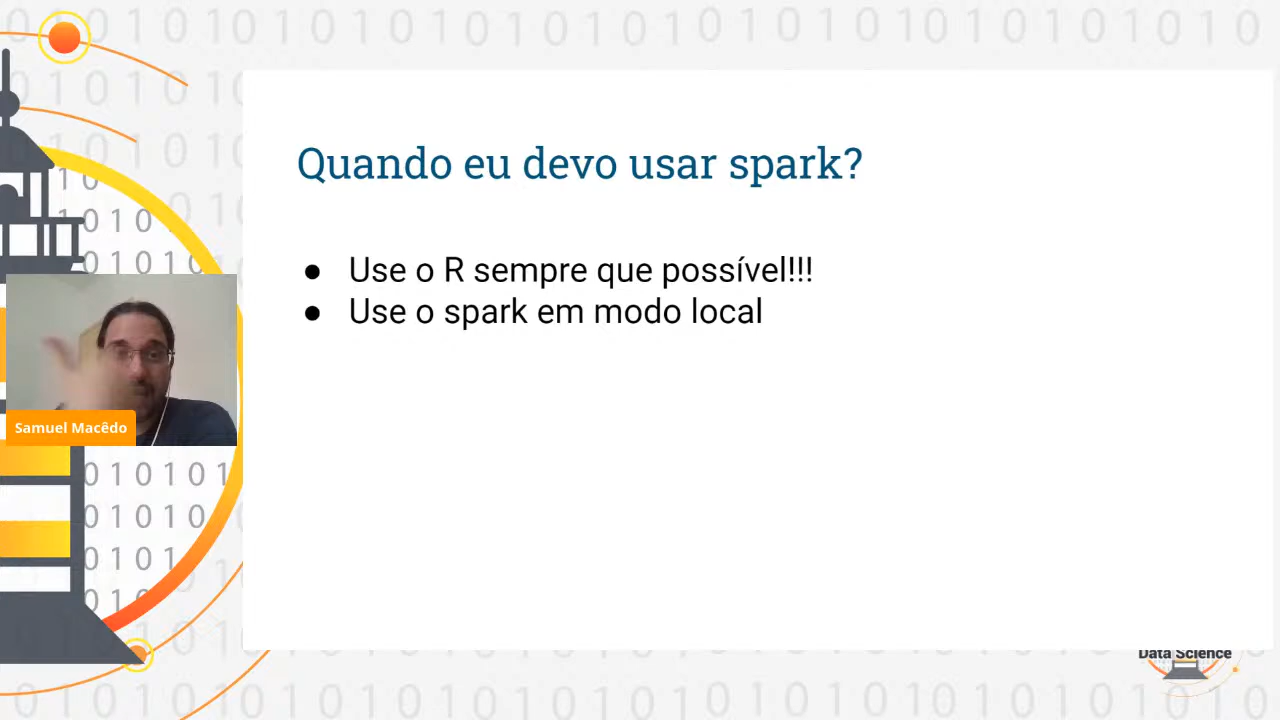 Quando eu devo usar spark?
● Use o R sempre que possível!!!
● Use o spark em modo local
Samuel Macêdo
Data Science